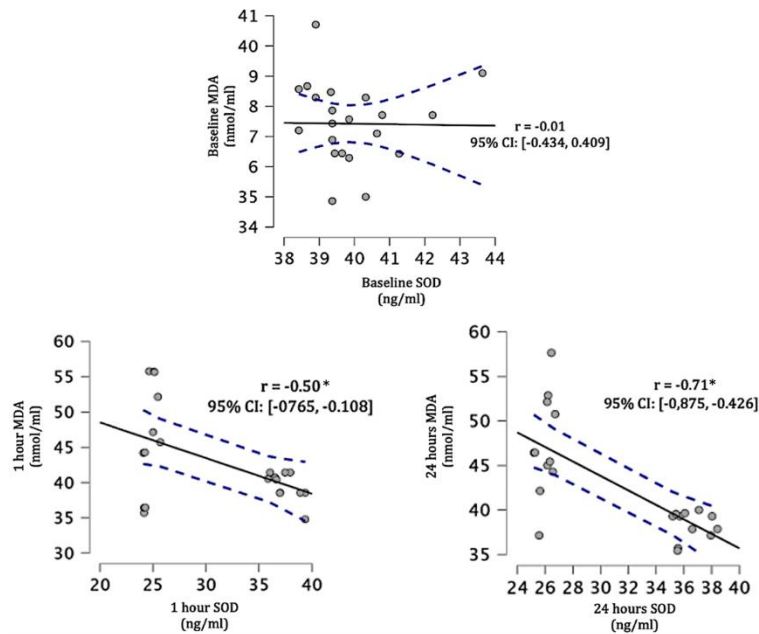 41
40
9
8
7
6
35
34
Baseline MDA
(nmol/ml)
r = -0.01
95% CI: [-0.434, 0.409]
38 39 40 41 42 43 44
Baseline SOD
(ng/ml)
60
55
50
45
40
35
30
1 hour MDA
(nmol/ml)
r = -0.50*
95% CI: [-0765, -0.108]
20 25 30 35 40
1 hour SOD
(ng/ml)
60
55
50
45
40
35
24 hours MDA
(nmol/ml)
r = -0.71*
95% CI: [-0,875, -0.426]
24 26 28 30 32 34 36 38 40
24 hours SOD
(ng/ml)